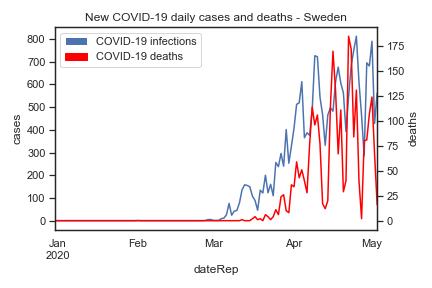 New COVID-19 daily cases and deaths - Sweden
COVID-19 infections
COVID-19 deaths
800
700
600
500
400
300
200
100
0
cases
175
150
125
100
75
50
25
0
deaths
Jan Feb Mar Apr May
2020
dateRep